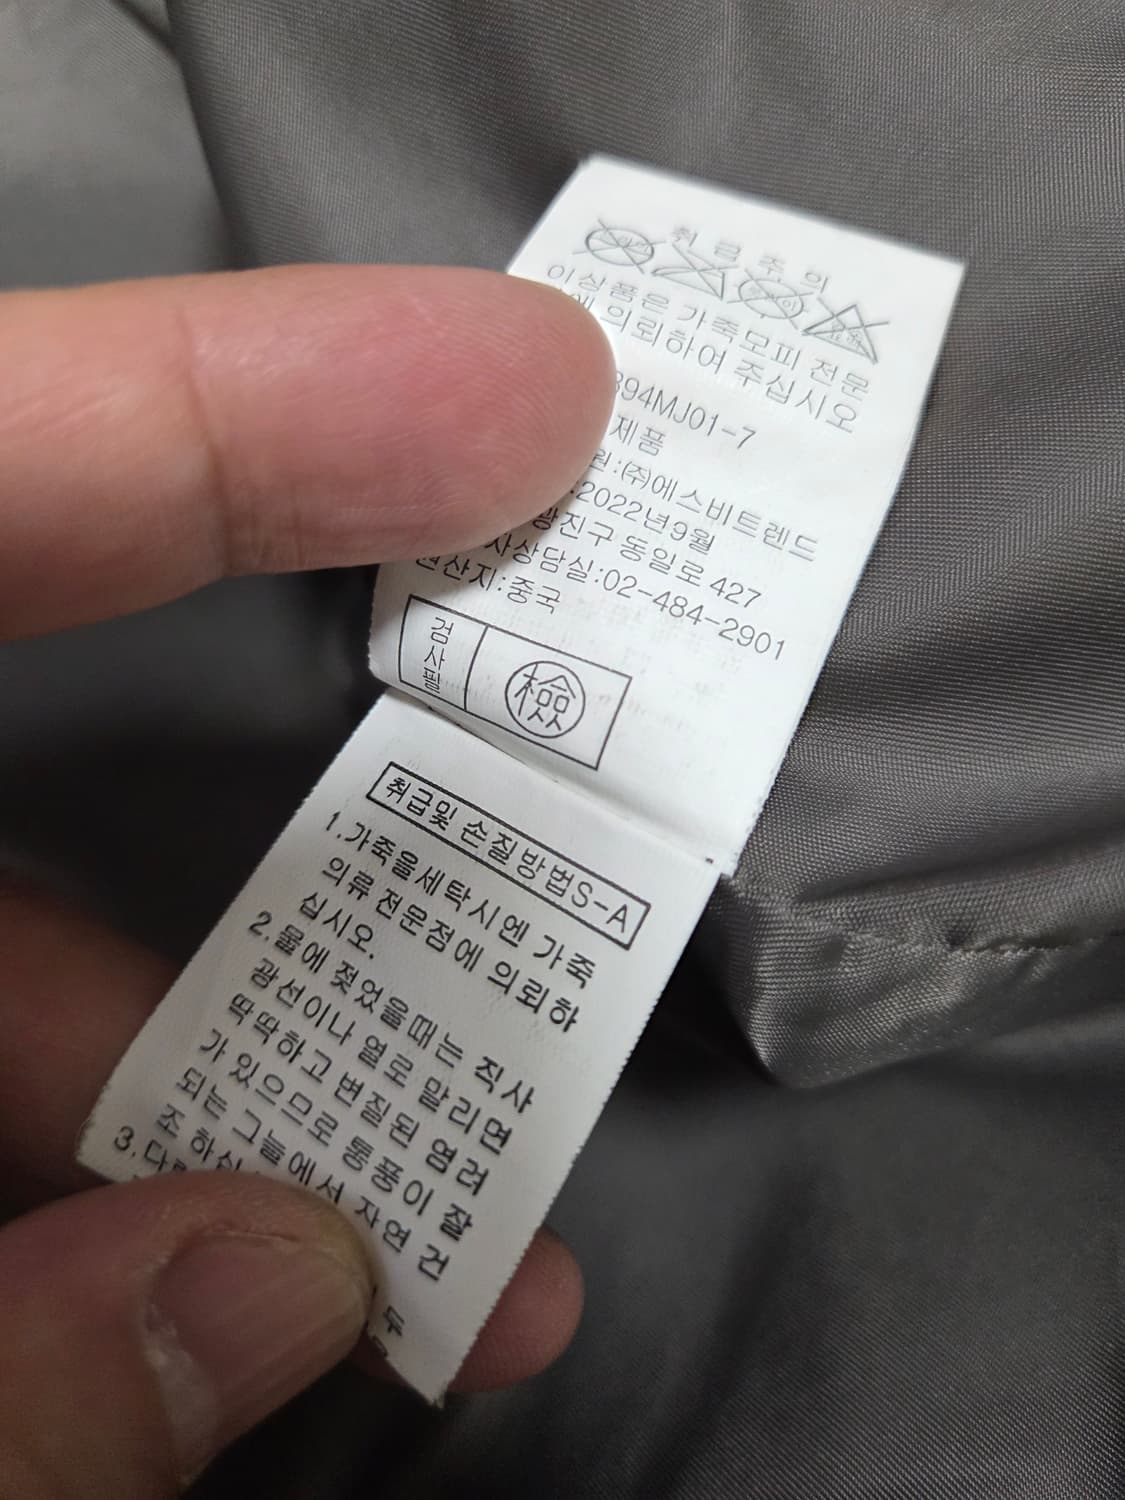 취급주의
이상품은 가죽모피 전문
의뢰하여 주십시오
894MJ01-7
제품
원:(주)에스비트렌드
:2022년9월
광진구 동일로 427
자상담실:02-484-2901
원산지:중국
검사필
檢
취급및 손질방법S-A
1.가죽을세탁시엔 가죽
의류전문점에 의뢰하
십시오.
2.물에 젖었을때는 직사
광선이나 열로 말리면
딱딱하고 변질된 염려
가 있으므로 통풍이 잘
되는 그늘에서 자연 건
조 하십
3.다
두